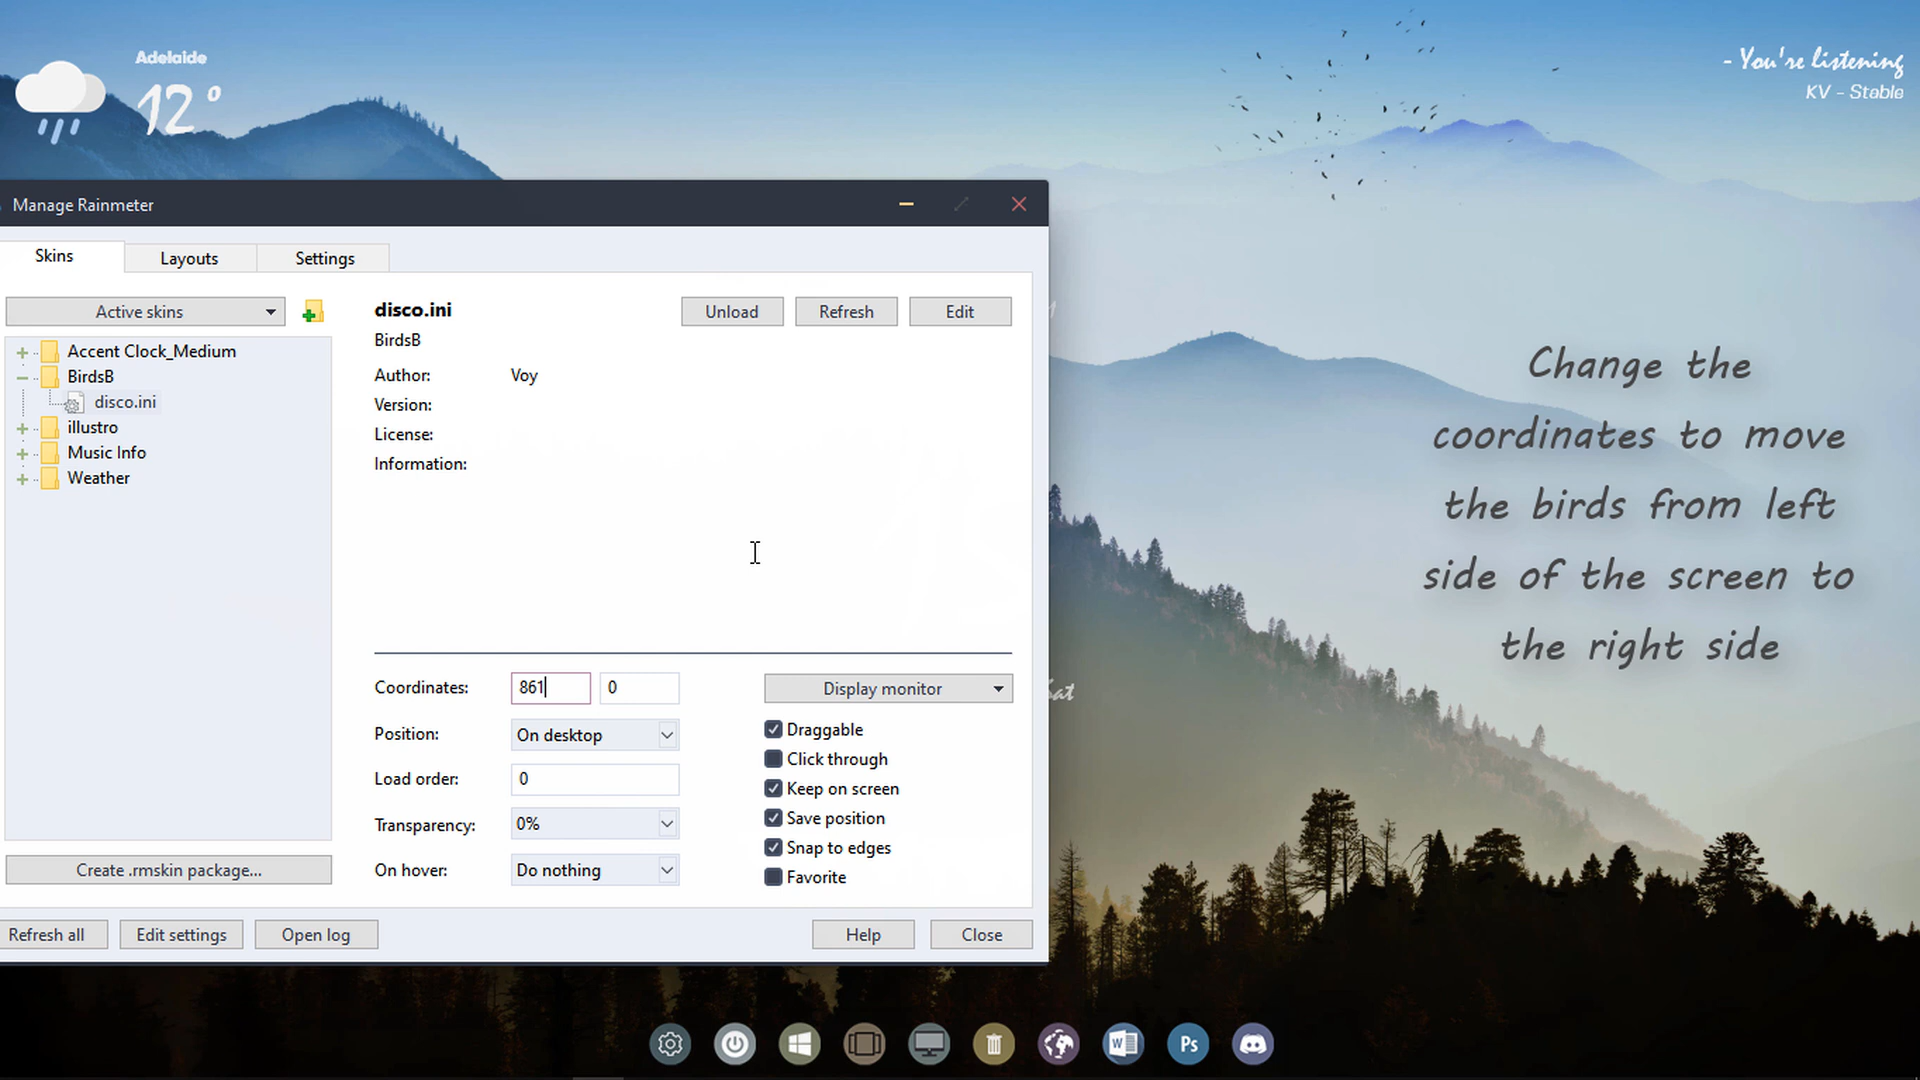 Adelaide
12°
- You're listening
KV - Stable
Manage Rainmeter
Skins
Layouts
Settings
Active skins
Accent Clock_Medium
BirdsB
disco.ini
illustro
Music Info
Weather
Create .rmskin package...
disco.ini
Unload
Refresh
Edit
BirdsB
Author: Voy
Version:
License:
Information:
Coordinates: 861 0
Position: On desktop
Load order: 0
Transparency: 0%
On hover: Do nothing
Display monitor
Draggable
Click through
Keep on screen
Save position
Snap to edges
Favorite
Refresh all
Edit settings
Open log
Help
Close
Change the
coordinates to move
the birds from left
side of the screen to
the right side
W
Ps